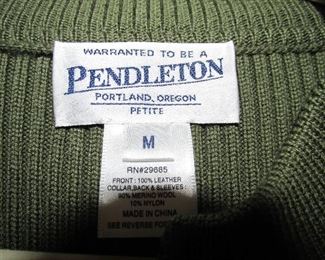 WARRANTED TO BE A
PENDLETON
PORTLAND, OREGON
PETITE
M
RN#29685
FRONT: 100% LEATHER
COLLAR, BACK & SLEEVES:
90% MERINO WOOL
10% NYLON
MADE IN CHINA
SEE REVERSE FOR